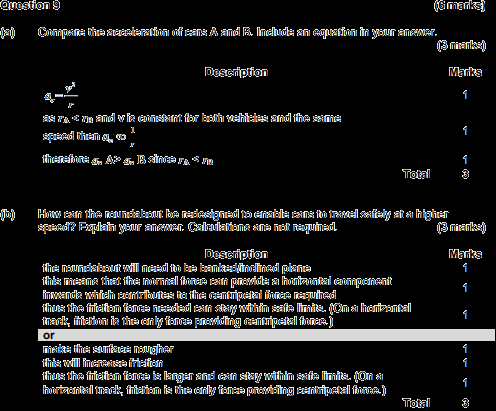 Question 9 (6 marks)
(a) Compare the acceleration of cars A and B. Include an equation in your answer.
(3 marks)
Description Marks
a_c = v²/r 1
as r_A < r_B and v is constant for both vehicles and the same
speed then a_c ∝ 1/r 1
therefore a_c A > a_c B since r_A < r_B 1
Total 3
(b) How can the roundabout be redesigned to enable cars to travel safely at a higher
speed? Explain your answer. Calculations are not required. (3 marks)
Description Marks
the roundabout will need to be banked/inclined plane 1
this means that the normal force can provide a horizontal component
inwards which contributes to the centripetal force required 1
thus the friction force needed can stay within safe limits. (On a horizontal
track, friction is the only force providing centripetal force.) 1
or
make the surface rougher 1
this will increase friction 1
thus the friction force is larger and can stay within safe limits. (On a
horizontal track, friction is the only force providing centripetal force.) 1
Total 3